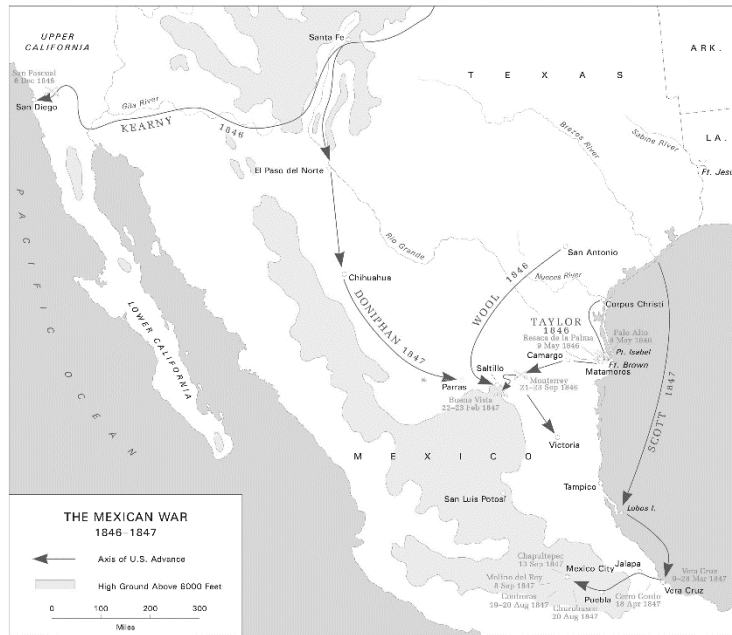 UPPER
CALIFORNIA
Santa Fe
ARK.
TEXAS
San Pascual
6 Dec 1846
San Diego
Gila River
KEARNY 1846
Brazos River
Sabine River
LA.
Ft. Jesu
El Paso del Norte
Rio Grande
San Antonio
Nueces River
PACIFIC OCEAN
LOWER CALIFORNIA
Chihuahua
DONIPHAN 1847
WOOL 1846
Corpus Christi
TAYLOR
1846
Resaca de la Palma
9 May 1846
Palo Alto
8 May 1846
Pt. Isabel
Ft. Brown
Camargo
Matamoros
Saltillo
Monterrey
21-23 Sep 1846
Parras
Buena Vista
22-23 Feb 1847
SCOTT 1847
Victoria
MEXICO
Tampico
San Luis Potosi
Lubos I.
THE MEXICAN WAR
1846-1847
Axis of U.S. Advance
High Ground Above 6000 Feet
0 100 200 300
Miles
Chapultepec
13 Sep 1847
Mexico City
Jalapa
Molino del Rey
8 Sep 1847
Contreras
19-20 Aug 1847
Churubusco
20 Aug 1847
Puebla
Cerro Gordo
18 Apr 1847
Vera Cruz
9-28 Mar 1847
Vera Cruz